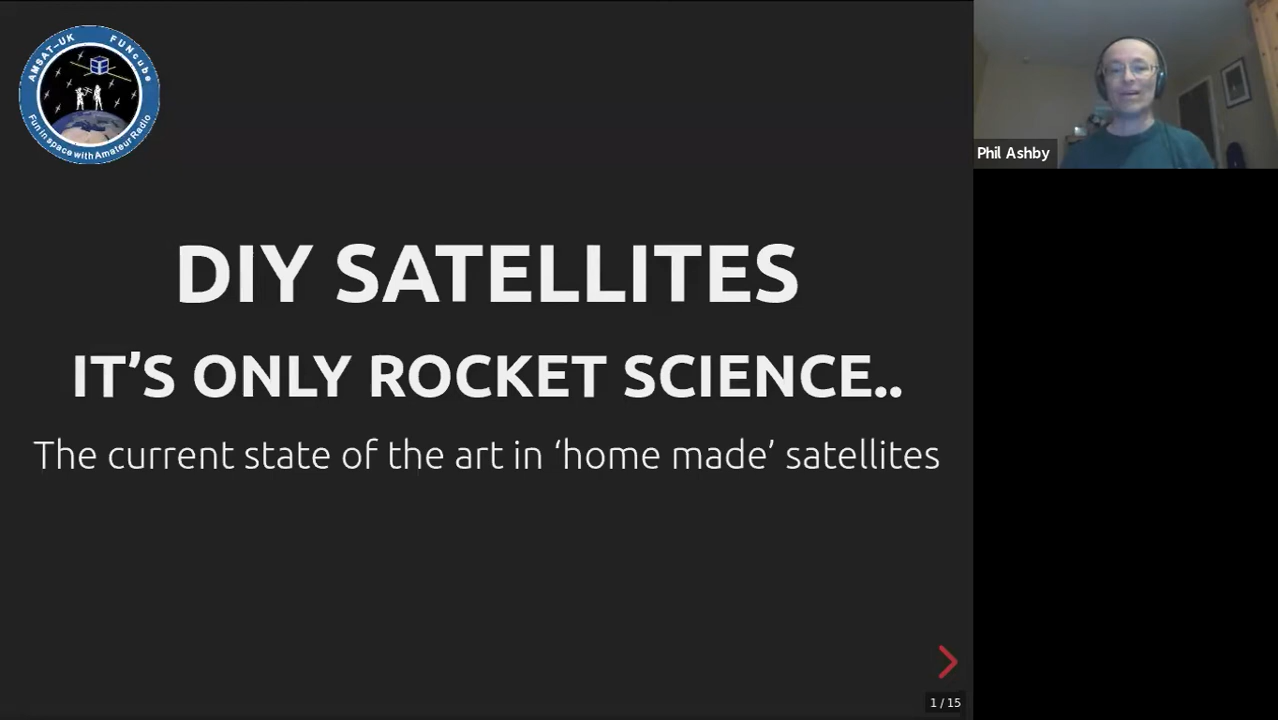 AMSAT-UK FUNcube
Fun in space with Amateur Radio
DIY SATELLITES
IT’S ONLY ROCKET SCIENCE..
The current state of the art in ‘home made’ satellites
1 / 15
Phil Ashby